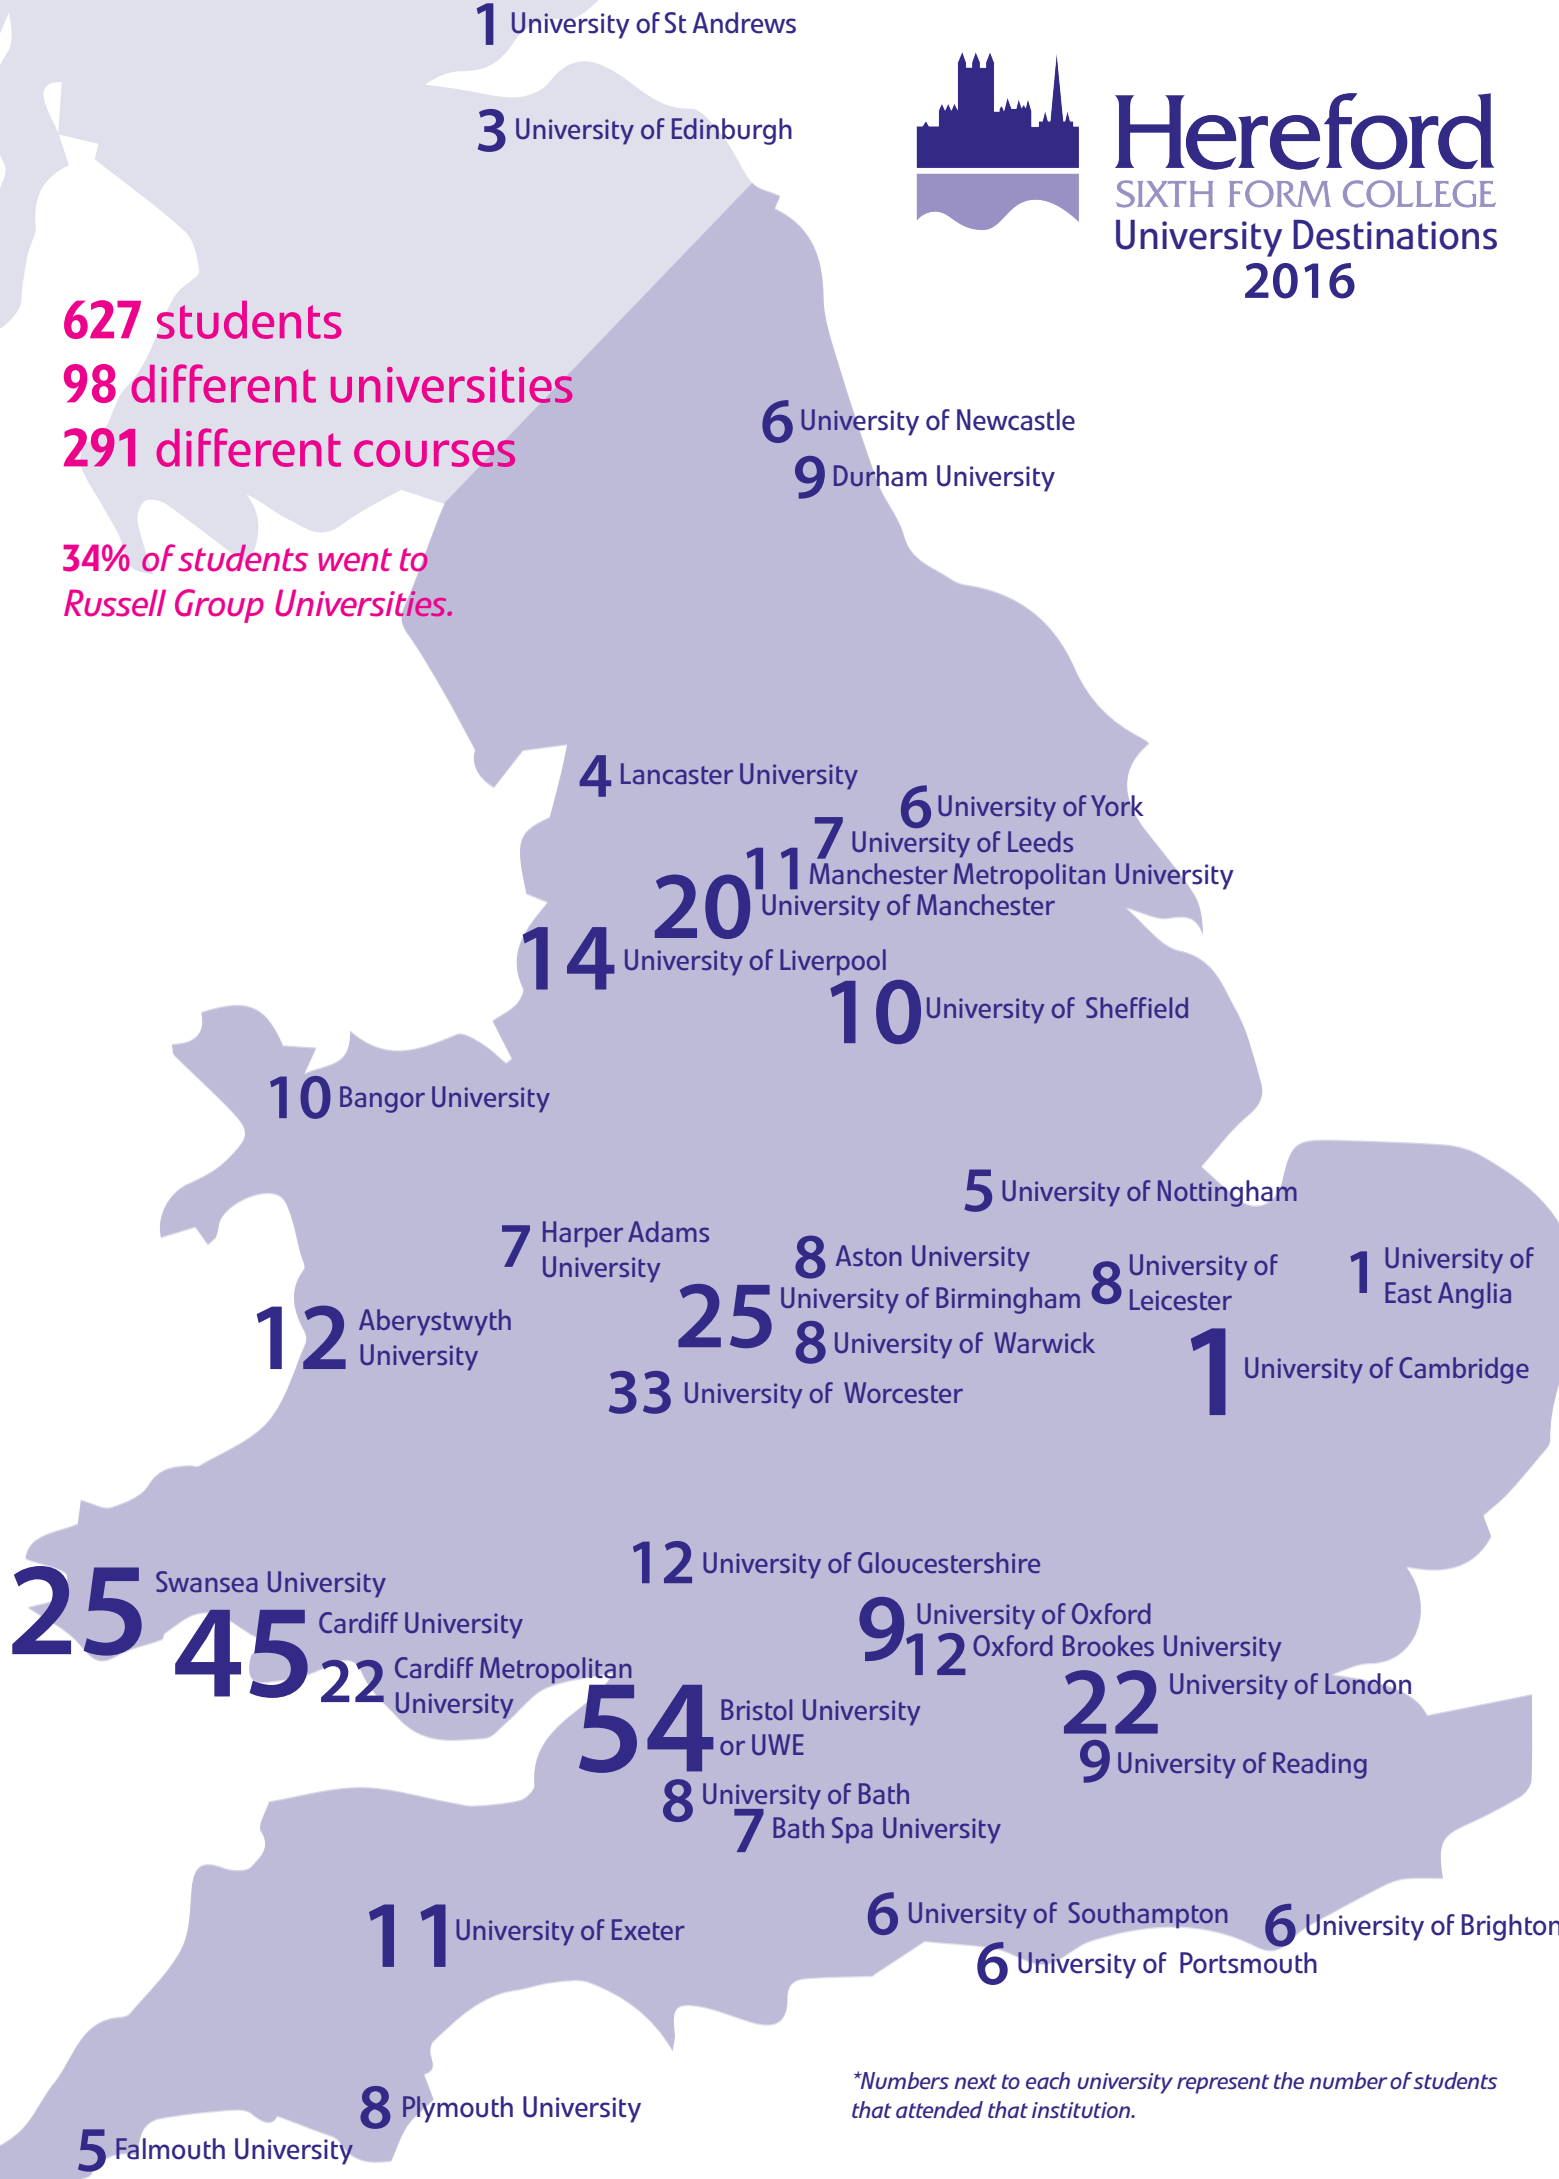 1 University of St Andrews
3 University of Edinburgh
Hereford
SIXTH FORM COLLEGE
University Destinations
2016
627 students
98 different universities
291 different courses
34% of students went to
Russell Group Universities.
6 University of Newcastle
9 Durham University
4 Lancaster University
6 University of York
7 University of Leeds
11 Manchester Metropolitan University
20 University of Manchester
14 University of Liverpool
10 University of Sheffield
10 Bangor University
5 University of Nottingham
7 Harper Adams
University
8 Aston University
8 University of
Leicester
1 University of
East Anglia
25 University of Birmingham
12 Aberystwyth
University
8 University of Warwick
1 University of Cambridge
33 University of Worcester
12 University of Gloucestershire
25 Swansea University
45 Cardiff University
22 Cardiff Metropolitan
University
9 University of Oxford
12 Oxford Brookes University
22 University of London
54 Bristol University
or UWE
9 University of Reading
8 University of Bath
7 Bath Spa University
11 University of Exeter
6 University of Southampton
6 University of Brighton
6 University of Portsmouth
*Numbers next to each university represent the number of students
that attended that institution.
8 Plymouth University
5 Falmouth University